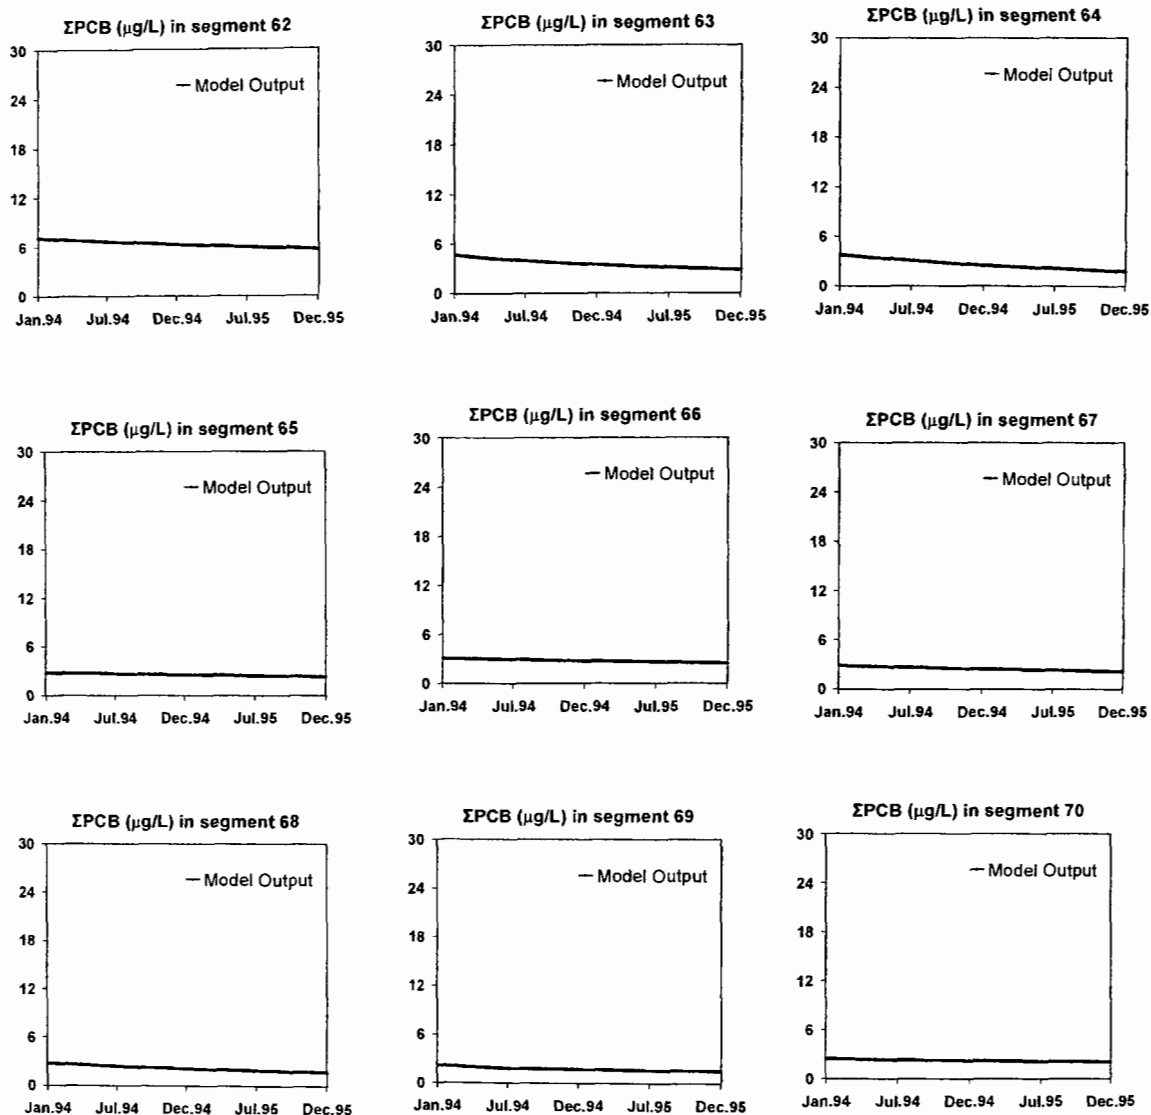 ΣPCB (µg/L) in segment 62
30
24
18
12
6
0
Model Output
Jan.94 Jul.94 Dec.94 Jul.95 Dec.95
ΣPCB (µg/L) in segment 63
30
24
18
12
6
0
Model Output
Jan.94 Jul.94 Dec.94 Jul.95 Dec.95
ΣPCB (µg/L) in segment 64
30
24
18
12
6
0
Model Output
Jan.94 Jul.94 Dec.94 Jul.95 Dec.95
ΣPCB (µg/L) in segment 65
30
24
18
12
6
0
Model Output
Jan.94 Jul.94 Dec.94 Jul.95 Dec.95
ΣPCB (µg/L) in segment 66
30
24
18
12
6
0
Model Output
Jan.94 Jul.94 Dec.94 Jul.95 Dec.95
ΣPCB (µg/L) in segment 67
30
24
18
12
6
0
Model Output
Jan.94 Jul.94 Dec.94 Jul.95 Dec.95
ΣPCB (µg/L) in segment 68
30
24
18
12
6
0
Model Output
Jan.94 Jul.94 Dec.94 Jul.95 Dec.95
ΣPCB (µg/L) in segment 69
30
24
18
12
6
0
Model Output
Jan.94 Jul.94 Dec.94 Jul.95 Dec.95
ΣPCB (µg/L) in segment 70
30
24
18
12
6
0
Model Output
Jan.94 Jul.94 Dec.94 Jul.95 Dec.95